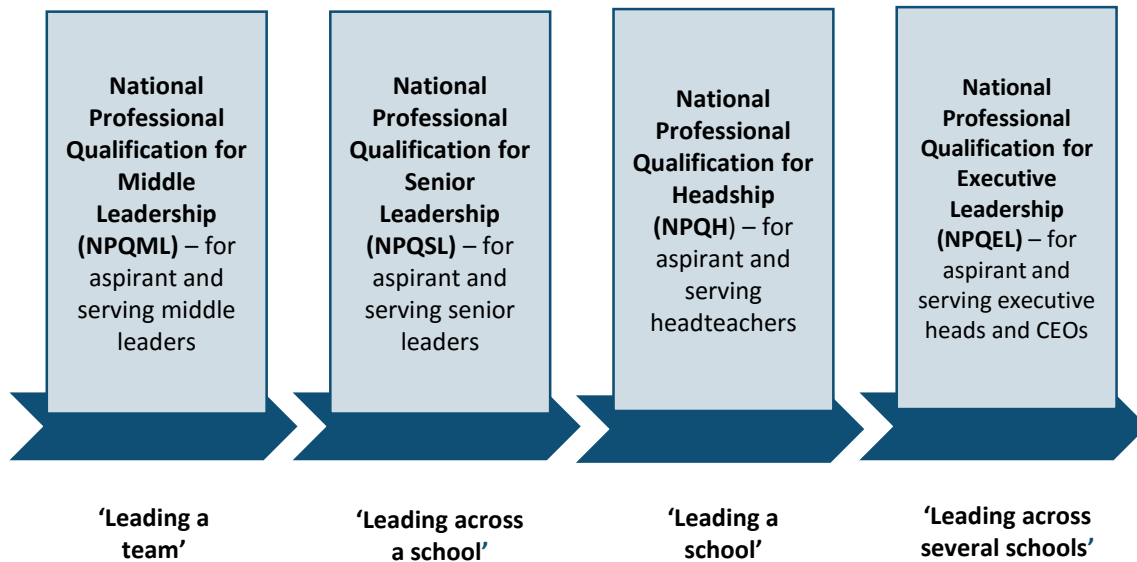 National
Professional
Qualification for
Middle
Leadership
(NPQML) – for
aspirant and
serving middle
leaders
National
Professional
Qualification for
Senior
Leadership
(NPQSL) – for
aspirant and
serving senior
leaders
National
Professional
Qualification for
Headship
(NPQH) – for
aspirant and
serving
headteachers
National
Professional
Qualification for
Executive
Leadership
(NPQEL) – for
aspirant and
serving executive
heads and CEOs
‘Leading a
team’
‘Leading across
a school’
‘Leading a
school’
‘Leading across
several schools’